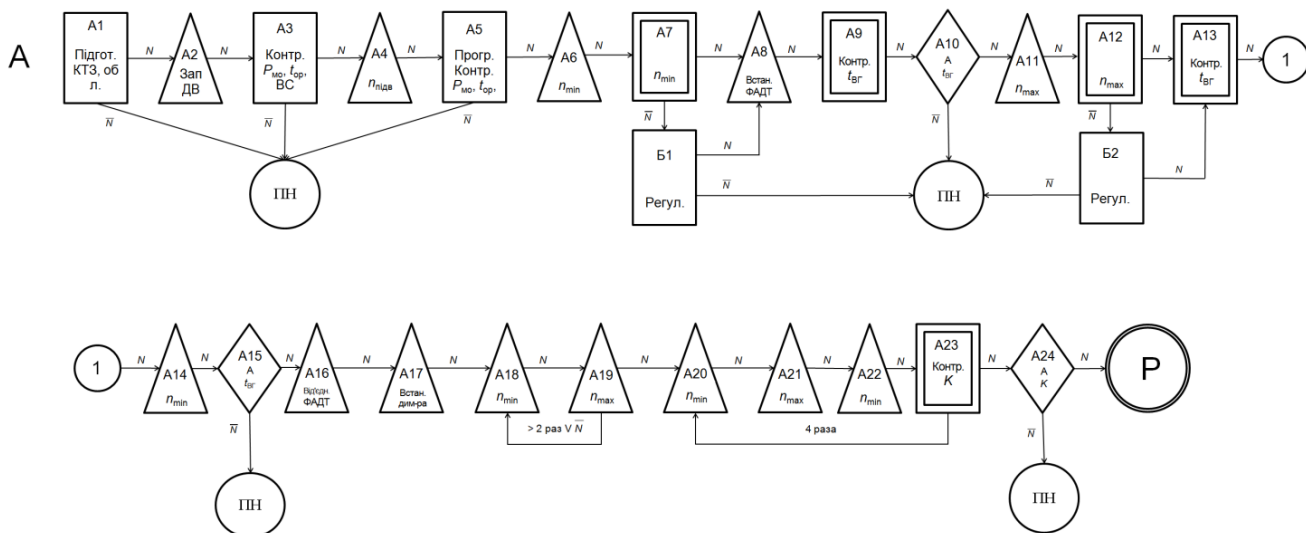 А
А1
Підгот.
КТЗ, об
л.
N
А2
Зап
ДВ
N
А3
Контр.
Pмо, tор,
ВС
N
А4
nпідв
N
А5
Прогр.
Контр.
Pмо, tор,
N
А6
nmin
N
А7
nmin
N
А8
Встан.
ФАДТ
N
А9
Контр.
tВГ
N
А10
А
tВГ
N
А11
nmax
N
А12
nmax
N
А13
Контр.
tВГ
N
1
N̅
N̅
N̅
N̅
N̅
N̅
ПН
Б1
Регул.
N
N̅
ПН
N̅
Б2
Регул.
N
1
N
А14
nmin
N
А15
А
tВГ
N
А16
Від'єдн.
ФАДТ
N
А17
Встан.
дим-ра
N
А18
nmin
N
А19
nmax
N
А20
nmin
N
А21
nmax
N
А22
nmin
N
А23
Контр.
K
N
А24
А
K
N
Р
> 2 раз V N̅
4 раза
N̅
N̅
ПН
ПН